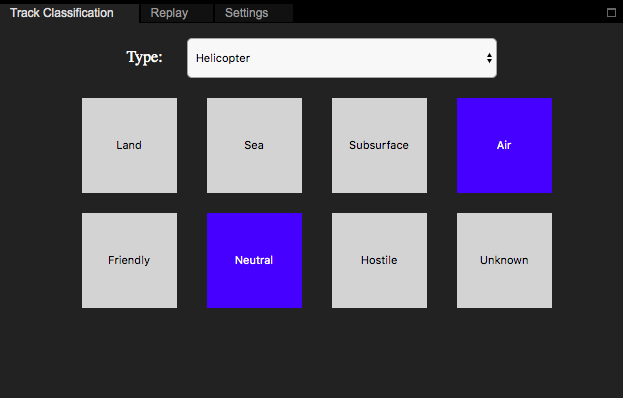 Track Classification Replay Settings
Type: Helicopter
Land Sea Subsurface Air
Friendly Neutral Hostile Unknown